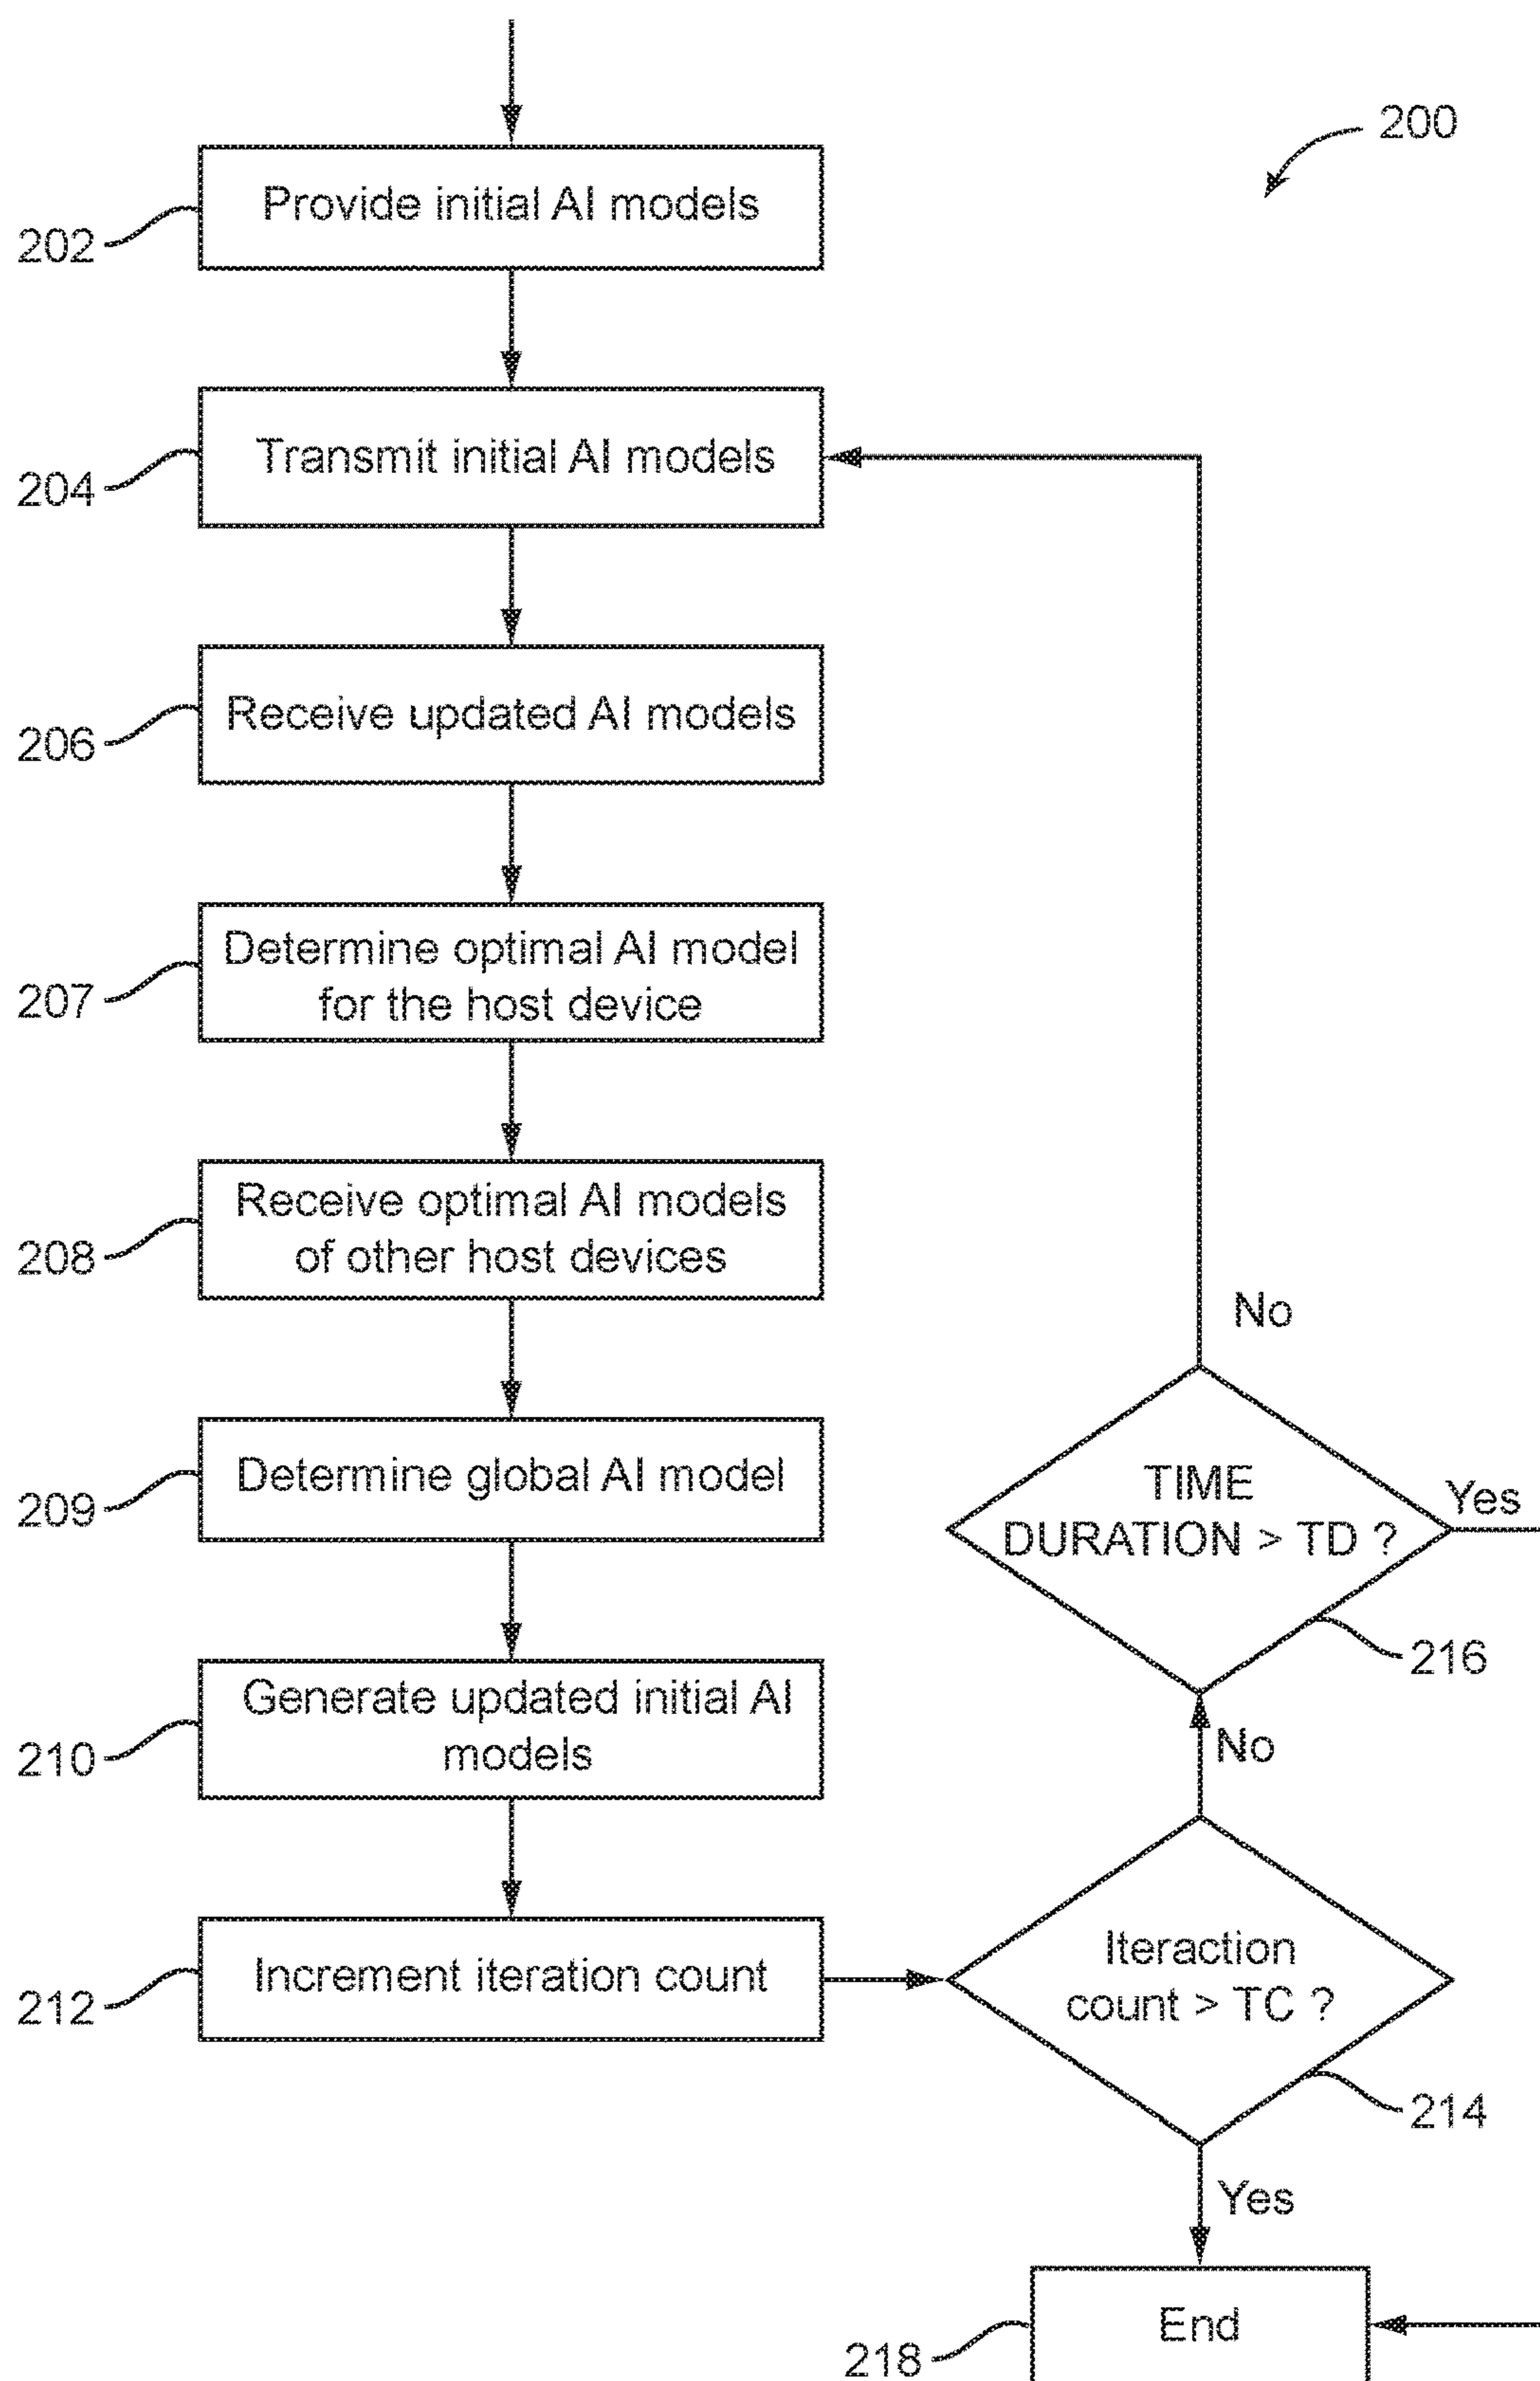 200
Provide initial AI models
202
Transmit initial AI models
204
Receive updated AI models
206
Determine optimal AI model
for the host device
207
Receive optimal AI models
of other host devices
208
No
Determine global AI model
209
TIME
DURATION > TD ?
Yes
216
Generate updated initial AI
models
210
No
Increment iteration count
212
Iteraction
count > TC ?
214
Yes
End
218